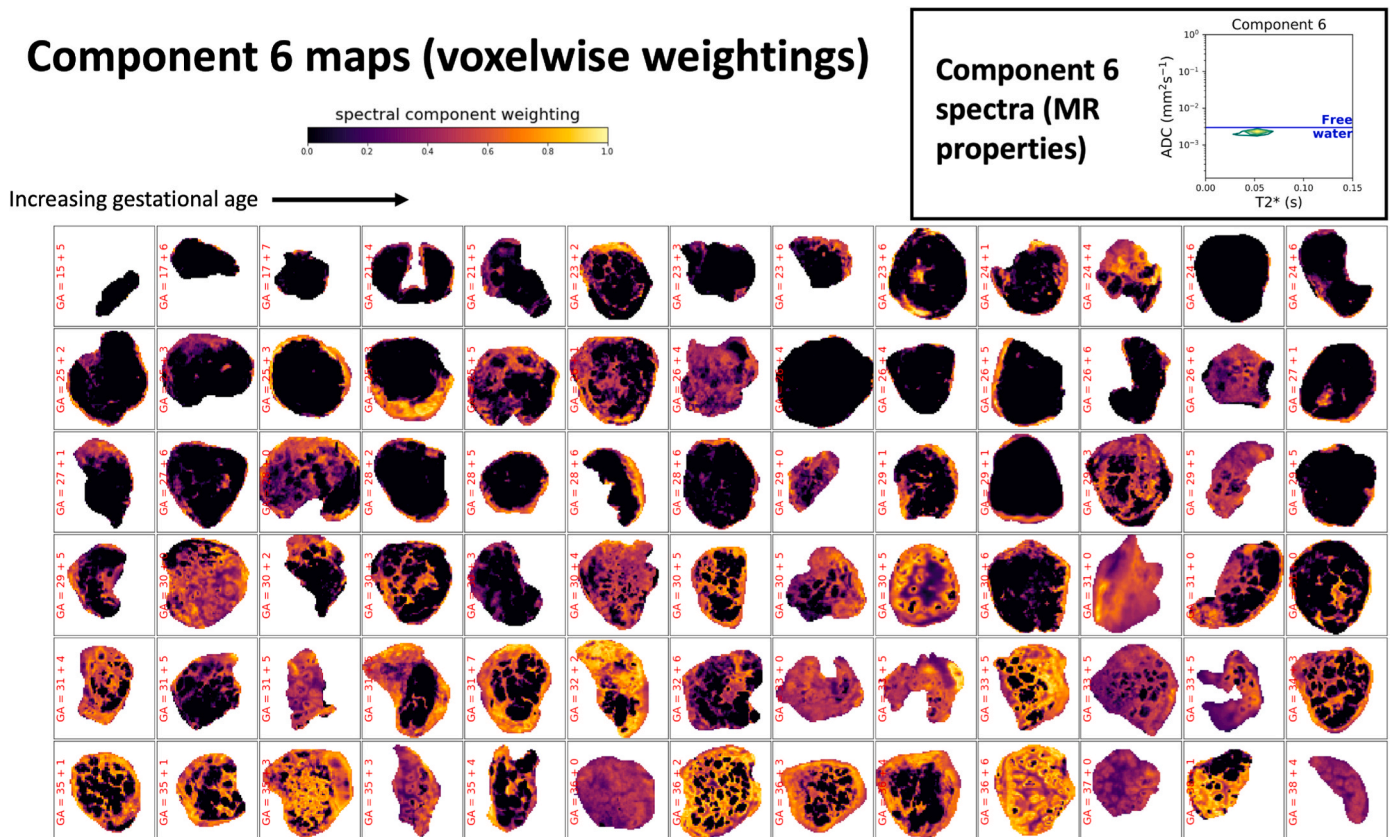 Component 6 maps (voxelwise weightings)
spectral component weighting
0.0 0.2 0.4 0.6 0.8 1.0
Increasing gestational age
Component 6
spectra (MR
properties)
Component 6
ADC (mm²s⁻¹)
10⁰
10⁻¹
10⁻²
10⁻³
Free
water
0.00 0.05 0.10 0.15
T2* (s)
GA = 15 + 5
GA = 17 + 6
GA = 17 + 7
GA = 21 + 4
GA = 21 + 5
GA = 23 + 2
GA = 23 + 3
GA = 23 + 6
GA = 24 + 1
GA = 24 + 4
GA = 24 + 6
GA = 24 + 6
GA = 25 + 2
GA = 25 + 3
GA = 26 + 4
GA = 26 + 4
GA = 26 + 5
GA = 26 + 6
GA = 26 + 6
GA = 27 + 1
GA = 27 + 1
GA = 27 + 6
GA = 28 + 2
GA = 28 + 5
GA = 28 + 6
GA = 28 + 6
GA = 29 + 0
GA = 29 + 1
GA = 29 + 1
GA = 29 + 5
GA = 29 + 5
GA = 30 + 2
GA = 30 + 3
GA = 30 + 4
GA = 30 + 5
GA = 30 + 5
GA = 30 + 5
GA = 30 + 6
GA = 31 + 0
GA = 31 + 0
GA = 31 + 4
GA = 31 + 5
GA = 31 + 5
GA = 31 + 7
GA = 32 + 2
GA = 32 + 6
GA = 33 + 5
GA = 33 + 5
GA = 33 + 5
GA = 35 + 1
GA = 35 + 1
GA = 35 + 3
GA = 35 + 4
GA = 36 + 0
GA = 36 + 2
GA = 36 + 3
GA = 36 + 6
GA = 37 + 0
GA = 38 + 4